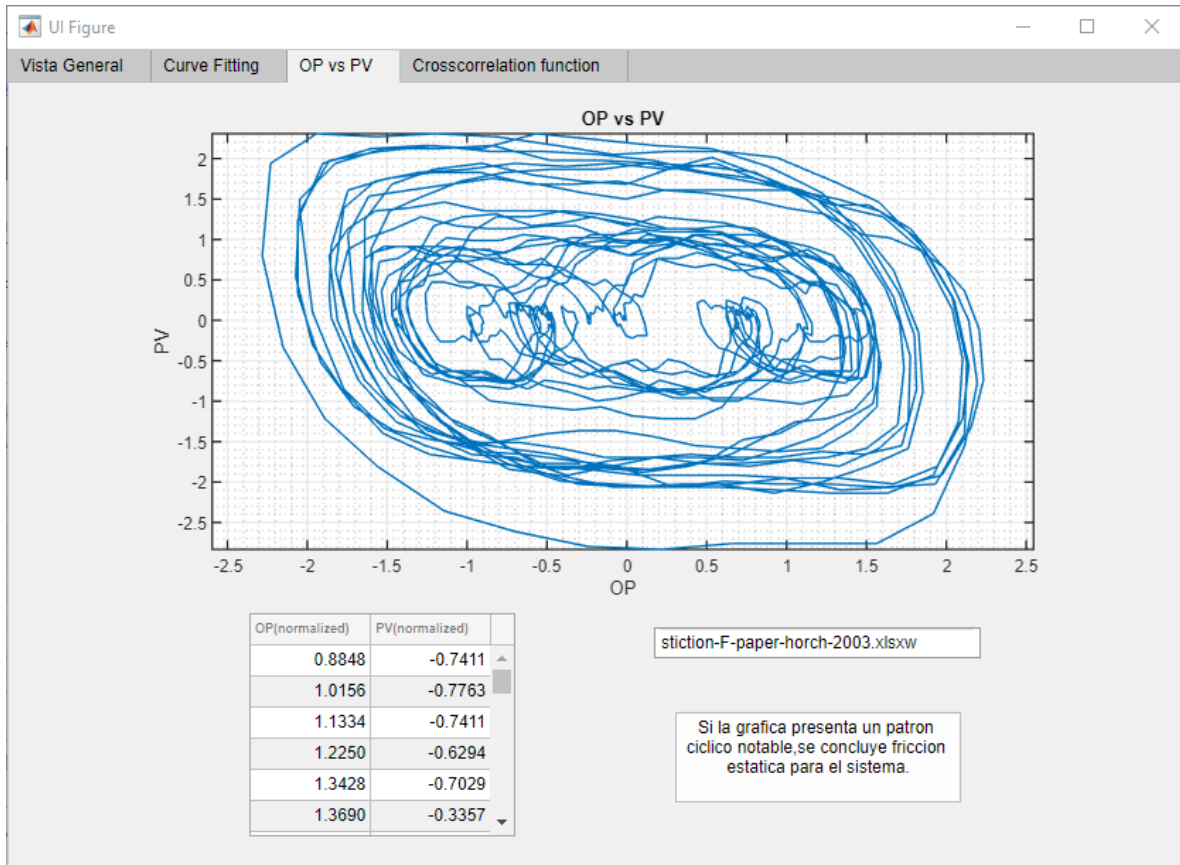 UI Figure
Vista General
Curve Fitting
OP vs PV
Crosscorrelation function
OP vs PV
2
1.5
1
0.5
0
-0.5
-1
-1.5
-2
-2.5
PV
-2.5 -2 -1.5 -1 -0.5 0 0.5 1 1.5 2 2.5
OP
OP(normalized) PV(normalized)
0.8848 -0.7411
1.0156 -0.7763
1.1334 -0.7411
1.2250 -0.6294
1.3428 -0.7029
1.3690 -0.3357
stiction-F-paper-horch-2003.xlsxw
Si la grafica presenta un patron
ciclico notable,se concluye friccion
estatica para el sistema.